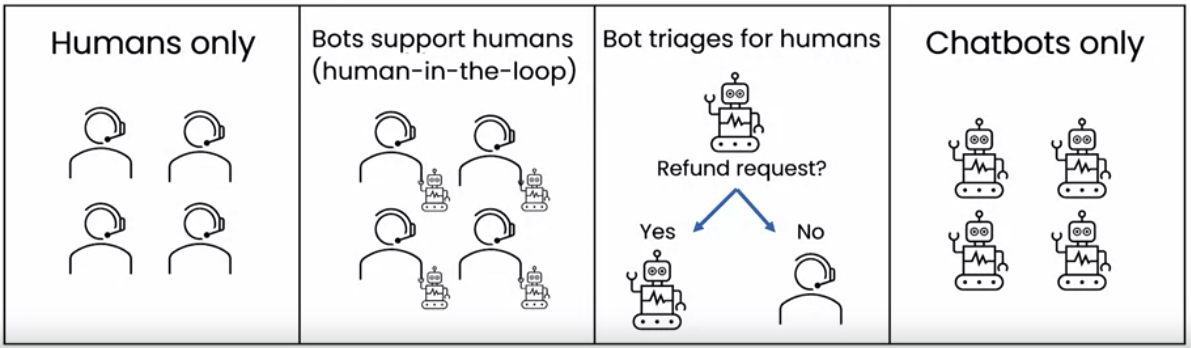 Humans only
Bots support humans
(human-in-the-loop)
Bot triages for humans
Refund request?
Yes
No
Chatbots only